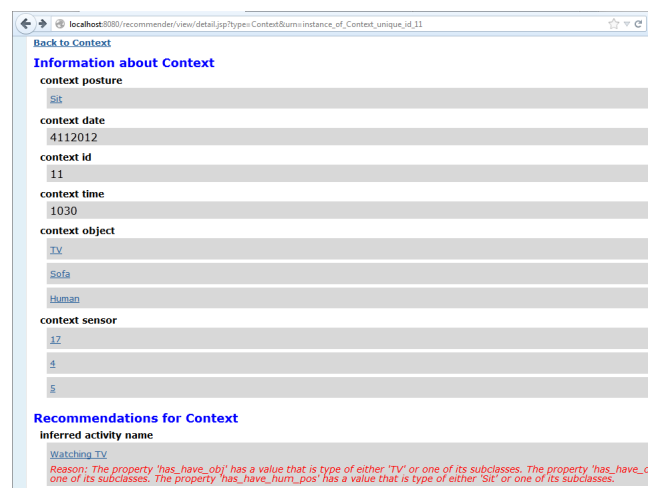 localhost:8080/recommender/view/detail.jsp?type=Context&urn=instance_of_Context_unique_id_11
Back to Context
Information about Context
context posture
Sit
context date
4112012
context id
11
context time
1030
context object
TV
Sofa
Human
context sensor
17
4
5
Recommendations for Context
inferred activity name
Watching TV
Reason: The property 'has_have_obj' has a value that is type of either 'TV' or one of its subclasses. The property 'has_have_o
one of its subclasses. The property 'has_have_hum_pos' has a value that is type of either 'Sit' or one of its subclasses.